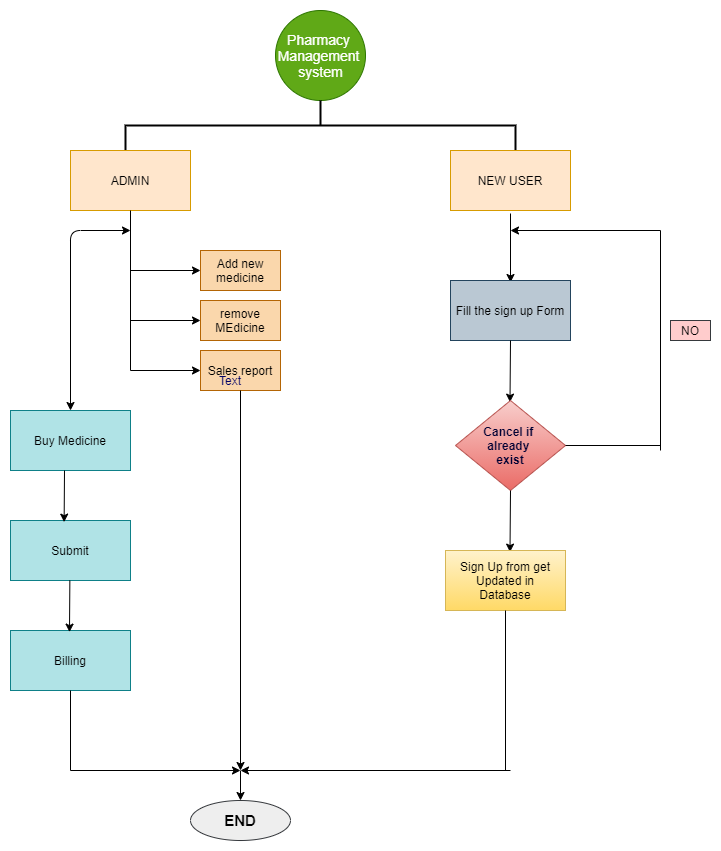 Pharmacy
Management
system
ADMIN
NEW USER
Add new
medicine
remove
MEdicine
Sales report
Text
Fill the sign up Form
NO
Buy Medicine
Cancel if
already
exist
Submit
Sign Up from get
Updated in
Database
Billing
END